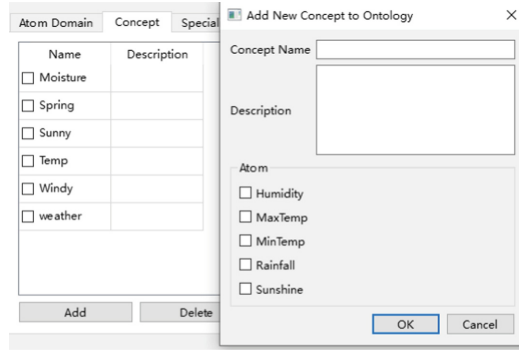 Atom Domain Concept Special
Name Description
Moisture
Spring
Sunny
Temp
Windy
weather
Add Delete
Add New Concept to Ontology
Concept Name
Description
Atom
Humidity
MaxTemp
MinTemp
Rainfall
Sunshine
OK Cancel